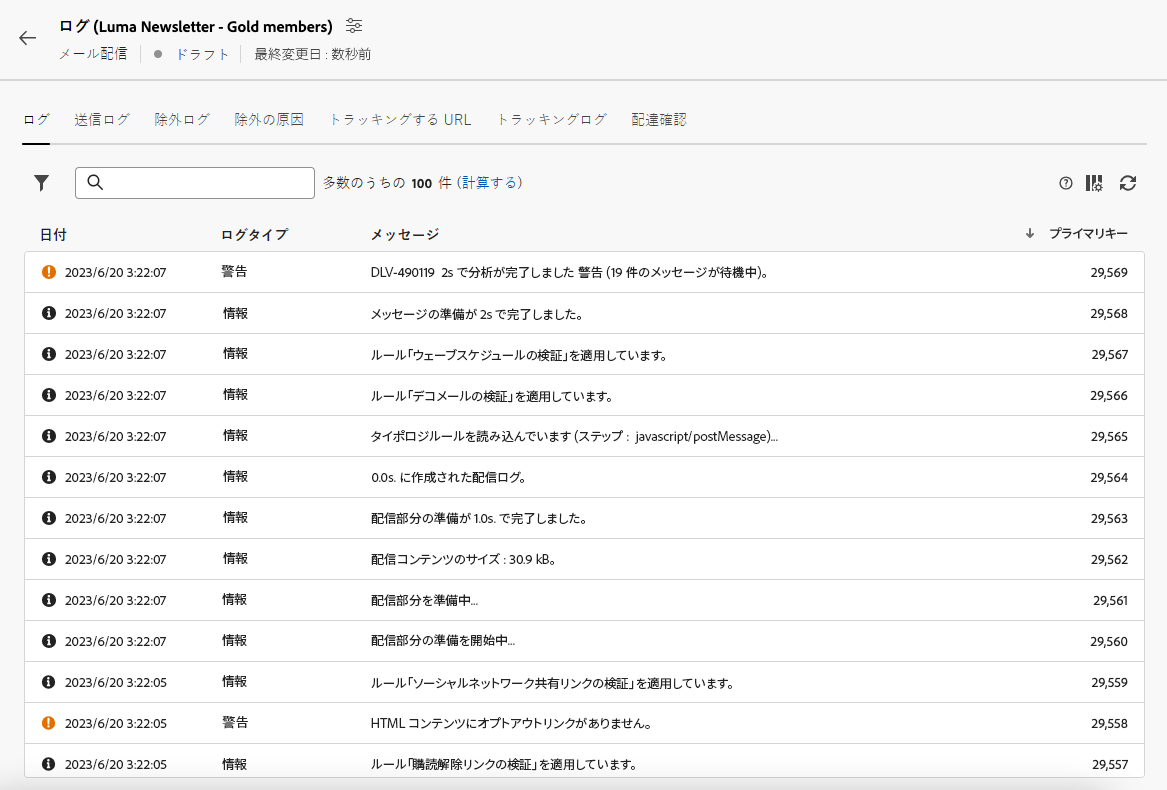 ログ (Luma Newsletter - Gold members)
メール配信 ドラフト 最終変更日 : 数秒前
ログ 送信ログ 除外ログ 除外の原因 トラッキングする URL トラッキングログ 配達確認
多数のうちの 100 件 (計算する)
日付 ログタイプ メッセージ プライマリキー
2023/6/20 3:22:07 警告 DLV-490119 2s で分析が完了しました 警告 (19 件のメッセージが待機中)。 29,569
2023/6/20 3:22:07 情報 メッセージの準備が 2s で完了しました。 29,568
2023/6/20 3:22:07 情報 ルール「ウェーブスケジュールの検証」を適用しています。 29,567
2023/6/20 3:22:07 情報 ルール「デコメールの検証」を適用しています。 29,566
2023/6/20 3:22:07 情報 タイポロジルールを読み込んでいます (ステップ : javascript/postMessage)... 29,565
2023/6/20 3:22:07 情報 0.0s. に作成された配信ログ。 29,564
2023/6/20 3:22:07 情報 配信部分の準備が 1.0s. で完了しました。 29,563
2023/6/20 3:22:07 情報 配信コンテンツのサイズ : 30.9 kB。 29,562
2023/6/20 3:22:07 情報 配信部分を準備中... 29,561
2023/6/20 3:22:07 情報 配信部分の準備を開始中... 29,560
2023/6/20 3:22:05 情報 ルール「ソーシャルネットワーク共有リンクの検証」を適用しています。 29,559
2023/6/20 3:22:05 警告 HTML コンテンツにオプトアウトリンクがありません。 29,558
2023/6/20 3:22:05 情報 ルール「購読解除リンクの検証」を適用しています。 29,557